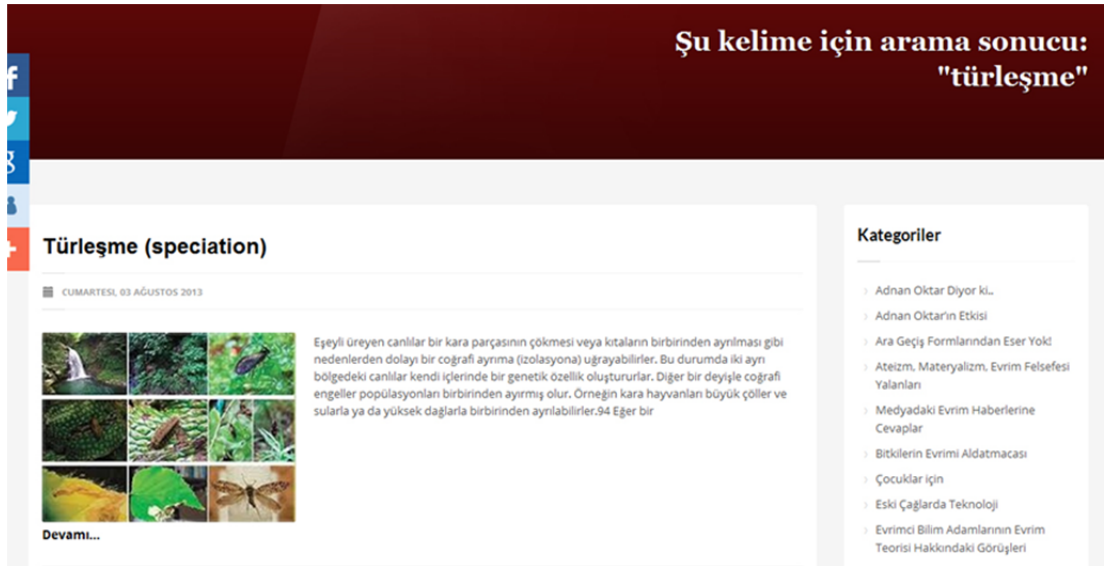 Şu kelime için arama sonucu:
"türleşme"
Türleşme (speciation)
CUMARTESI, 03 AĞUSTOS 2013
Eşeyli üreyen canlılar bir kara parçasının çökmesi veya kıtaların birbirinden ayrılması gibi
nedenlerden dolayı bir coğrafi ayrıma (izolasyona) uğrayabilirler. Bu durumda iki ayrı
bölgedeki canlılar kendi içlerinde bir genetik özellik oluştururlar. Diğer bir deyişle coğrafi
engeller popülasyonları birbirinden ayırmış olur. Örneğin kara hayvanları büyük çöller ve
sularla ya da yüksek dağlarla birbirinden ayrılabilirler.94 Eğer bir
Devamı...
Kategoriler
Adnan Oktar Diyor ki..
Adnan Oktar'ın Etkisi
Ara Geçiş Formlarından Eser Yok!
Ateizm, Materyalizm, Evrim Felsefesi
Yalanları
Medyadaki Evrim Haberlerine
Cevaplar
Bitkilerin Evrimi Aldatmacası
Çocuklar için
Eski Çağlarda Teknoloji
Evrimci Bilim Adamlarının Evrim
Teorisi Hakkındaki Görüşleri